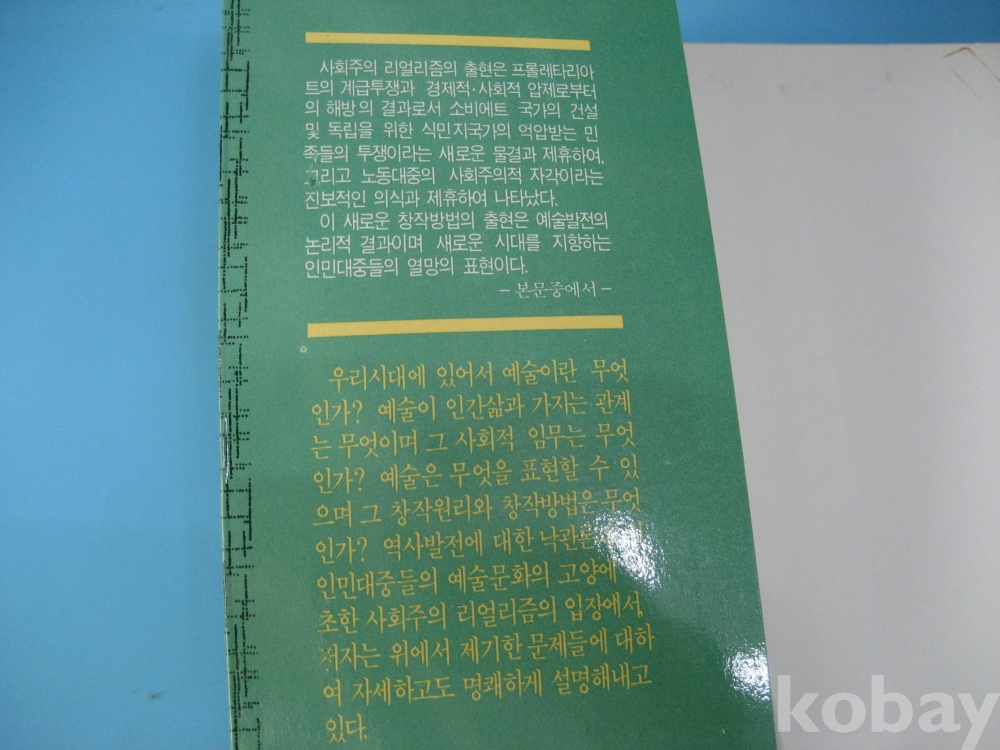 사회주의 리얼리즘의 출현은 프롤레타리아
트의 계급투쟁과 경제적·사회적 압제로부터
의 해방의 결과로서 소비에트 국가의 건설
및 독립을 위한 식민지국가의 억압받는 민
족들의 투쟁이라는 새로운 물결과 제휴하여,
그리고 노동대중의 사회주의적 자각이라는
진보적인 의식과 제휴하여 나타났다.
이 새로운 창작방법의 출현은 예술발전의
논리적 결과이며 새로운 시대를 지향하는
인민대중들의 열망의 표현이다.
– 본문중에서 –
우리시대에 있어서 예술이란 무엇
인가? 예술이 인간삶과 가지는 관계
는 무엇이며 그 사회적 임무는 무엇
인가? 예술은 무엇을 표현할 수 있
으며 그 창작원리와 창작방법은 무엇
인가? 역사발전에 대한
인민대중들의 예술문화의 고양에
초한 사회주의 리얼리즘의 입장에서,
저자는 위에서 제기한 문제들에 대하
여 자세하고도 명쾌하게 설명해내고
있다.
kobay